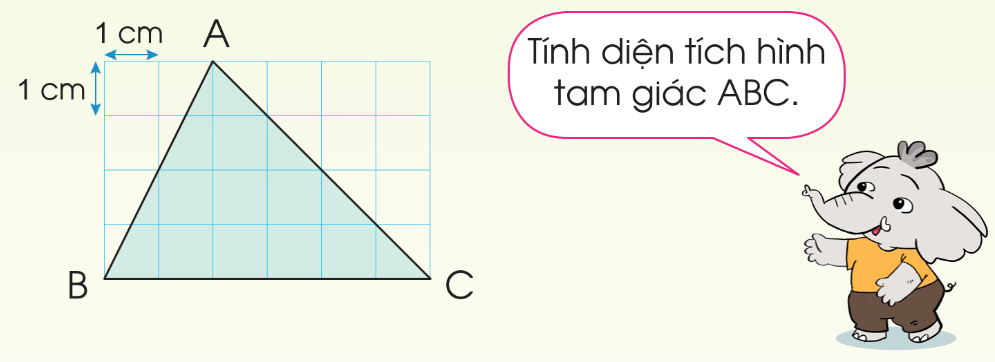 1 cm
A
1 cm
B
C
Tính diện tích hình
tam giác ABC.